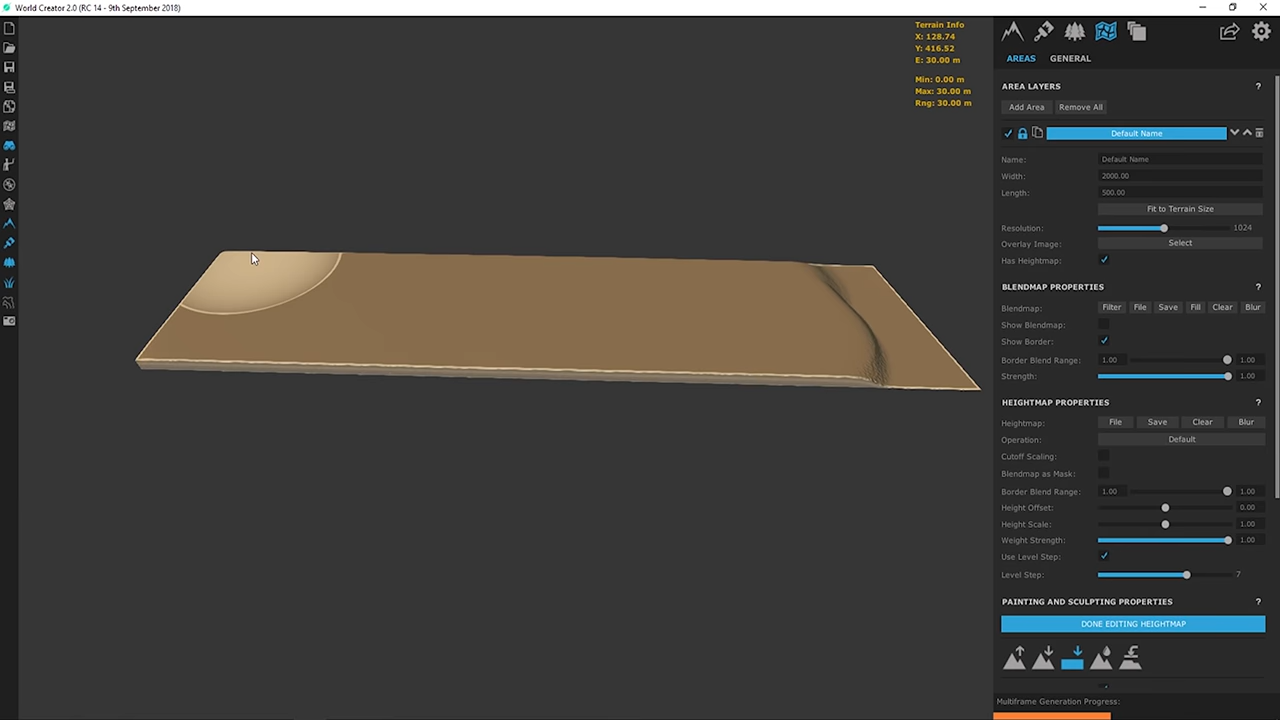 World Creator 2.0 (RC 14 - 9th September 2018)
Terrain Info
X: 128.74
Y: 416.52
E: 30.00 m
Min: 0.00 m
Max: 30.00 m
Rng: 30.00 m
AREAS GENERAL
AREA LAYERS ?
Add Area Remove All
Default Name
Name: Default Name
Width: 2000.00
Length: 500.00
Fit to Terrain Size
Resolution: 1024
Overlay Image: Select
Has Heightmap:
BLENDMAP PROPERTIES ?
Blendmap: Filter File Save Fill Clear Blur
Show Blendmap:
Show Border:
Border Blend Range: 1.00 1.00
Strength: 1.00
HEIGHTMAP PROPERTIES ?
Heightmap: File Save Clear Blur
Operation: Default
Cutoff Scaling:
Blendmap as Mask:
Border Blend Range: 1.00 1.00
Height Offset: 0.00
Height Scale: 1.00
Weight Strength: 1.00
Use Level Step:
Level Step: 7
PAINTING AND SCULPTING PROPERTIES ?
DONE EDITING HEIGHTMAP
Multiframe Generation Progress: